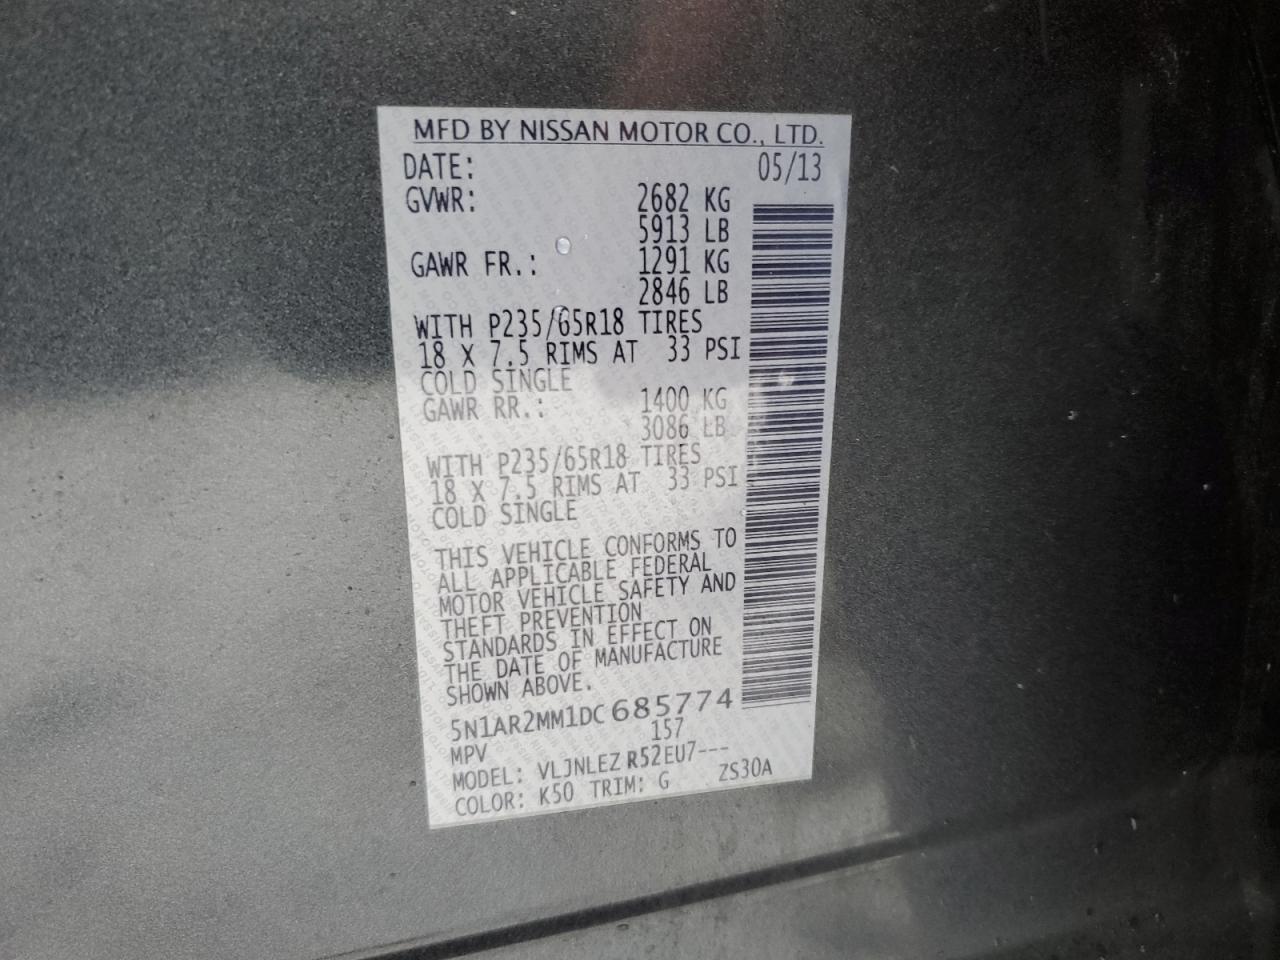 MFD BY NISSAN MOTOR CO., LTD.
DATE: 05/13
GVWR: 2682 KG
5913 LB
GAWR FR.: 1291 KG
2846 LB
WITH P235/65R18 TIRES
18 X 7.5 RIMS AT 33 PSI
COLD SINGLE
GAWR RR.: 1400 KG
3086 LB
WITH P235/65R18 TIRES
18 X 7.5 RIMS AT 33 PSI
COLD SINGLE
THIS VEHICLE CONFORMS TO
ALL APPLICABLE FEDERAL
MOTOR VEHICLE SAFETY AND
THEFT PREVENTION
STANDARDS IN EFFECT ON
THE DATE OF MANUFACTURE
SHOWN ABOVE.
5N1AR2MM1DC685774
MPV 157
MODEL: VLJNLEZ R52EU7---
COLOR: K50 TRIM: G ZS30A